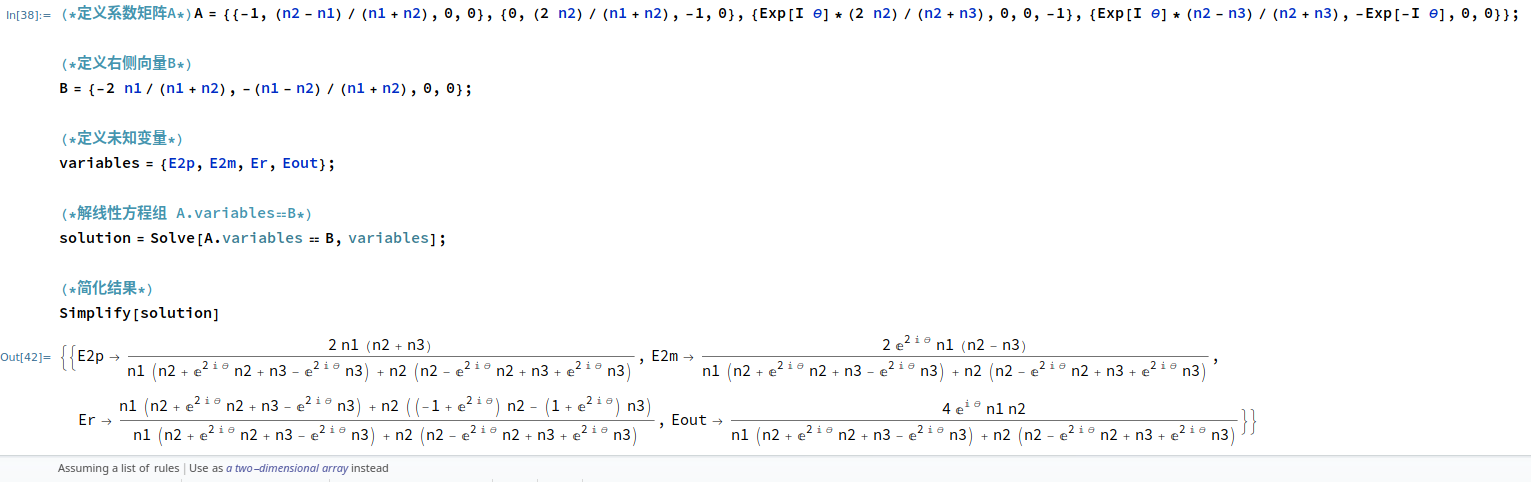 In[38]:= (*定义系数矩阵A*)A = {{-1, (n2 - n1) / (n1 + n2), 0, 0}, {0, (2 n2) / (n1 + n2), -1, 0}, {Exp[I θ] * (2 n2) / (n2 + n3), 0, 0, -1}, {Exp[I θ] * (n2 - n3) / (n2 + n3), -Exp[-I θ], 0, 0}};
(*定义右侧向量B*)
B = {-2 n1 / (n1 + n2), - (n1 - n2) / (n1 + n2), 0, 0};
(*定义未知变量*)
variables = {E2p, E2m, Er, Eout};
(*解线性方程组 A.variables==B*)
solution = Solve[A.variables == B, variables];
(*简化结果*)
Simplify[solution]
Out[42]= {{E2p → 2 n1 (n2 + n3) / n1 (n2 + e^(2 i θ) n2 + n3 - e^(2 i θ) n3) + n2 (n2 - e^(2 i θ) n2 + n3 + e^(2 i θ) n3), E2m → 2 e^(2 i θ) n1 (n2 - n3) / n1 (n2 + e^(2 i θ) n2 + n3 - e^(2 i θ) n3) + n2 (n2 - e^(2 i θ) n2 + n3 + e^(2 i θ) n3),
Er → n1 (n2 + e^(2 i θ) n2 + n3 - e^(2 i θ) n3) + n2 ((-1 + e^(2 i θ)) n2 - (1 + e^(2 i θ)) n3) / n1 (n2 + e^(2 i θ) n2 + n3 - e^(2 i θ) n3) + n2 (n2 - e^(2 i θ) n2 + n3 + e^(2 i θ) n3), Eout → 4 e^(i θ) n1 n2 / n1 (n2 + e^(2 i θ) n2 + n3 - e^(2 i θ) n3) + n2 (n2 - e^(2 i θ) n2 + n3 + e^(2 i θ) n3)}}
Assuming a list of rules | Use as a two-dimensional array instead